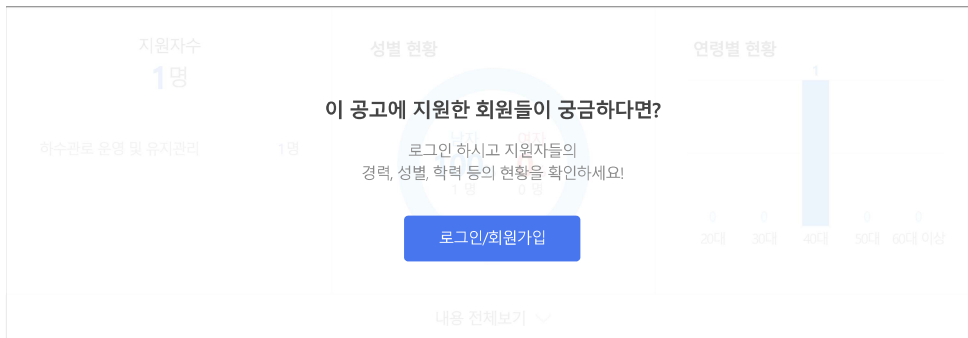 지원자수
1명
하수관로 운영 및 유지관리 1명
성별 현황
남자 여자
100 0
1 명 0 명
연령별 현황
1
0 0 0 0
20대 30대 40대 50대 60대 이상
이 공고에 지원한 회원들이 궁금하다면?
로그인 하시고 지원자들의
경력, 성별, 학력 등의 현황을 확인하세요!
로그인/회원가입
내용 전체보기